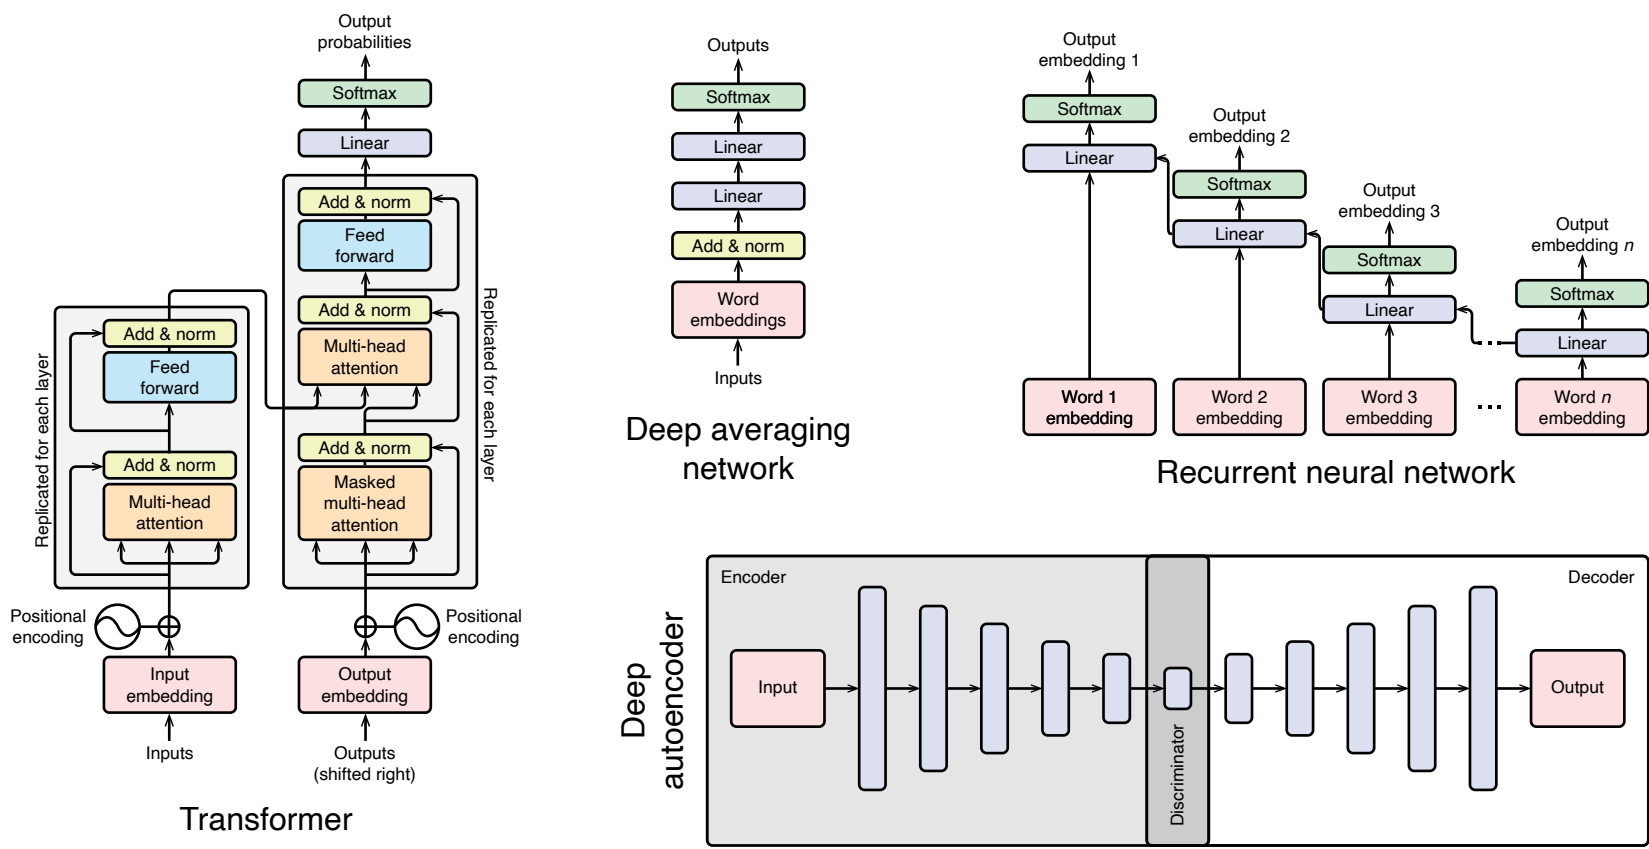 Output
probabilities
Softmax
Linear
Add & norm
Feed
forward
Add & norm
Multi-head
attention
Add & norm
Masked
multi-head
attention
Replicated for each layer
Add & norm
Feed
forward
Add & norm
Multi-head
attention
Replicated for each layer
Positional
encoding
Positional
encoding
Input
embedding
Output
embedding
Inputs
Outputs
(shifted right)
Transformer
Outputs
Softmax
Linear
Linear
Add & norm
Word
embeddings
Inputs
Deep averaging
network
Output
embedding 1
Softmax
Linear
Output
embedding 2
Softmax
Linear
Output
embedding 3
Softmax
Linear
Output
embedding n
Softmax
Linear
Word 1
embedding
Word 2
embedding
Word 3
embedding
Word n
embedding
Recurrent neural network
Deep
autoencoder
Encoder
Decoder
Input
Discriminator
Output